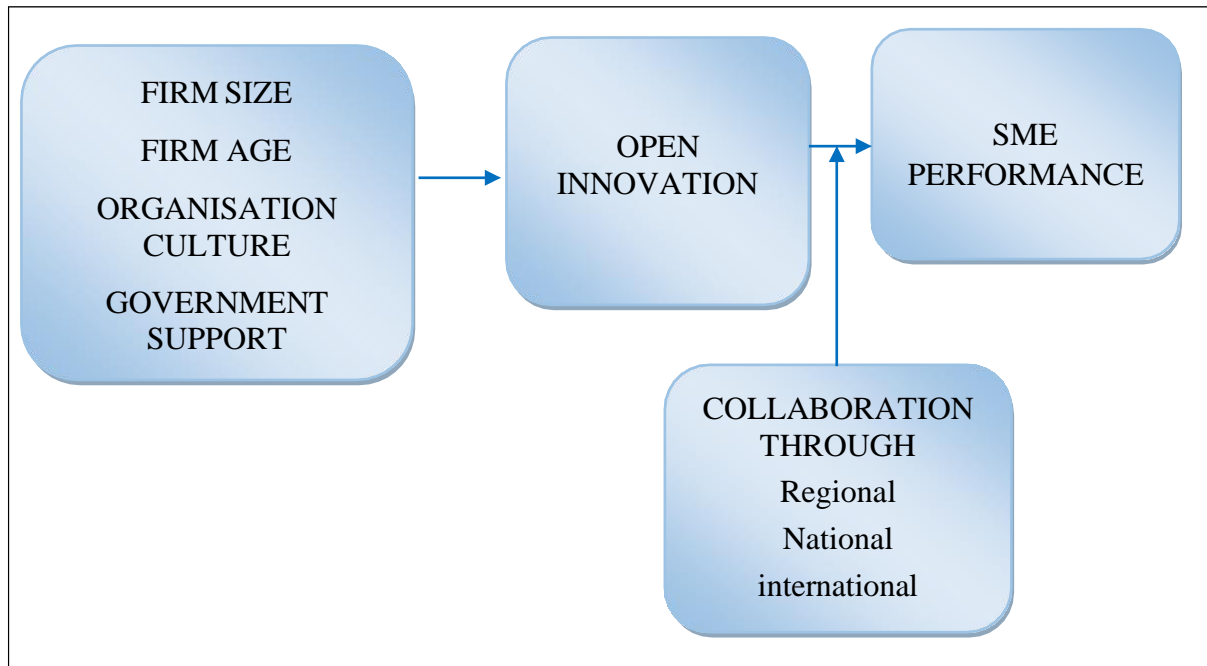 FIRM SIZE
FIRM AGE
ORGANISATION
CULTURE
GOVERNMENT
SUPPORT
OPEN
INNOVATION
SME
PERFORMANCE
COLLABORATION
THROUGH
Regional
National
international